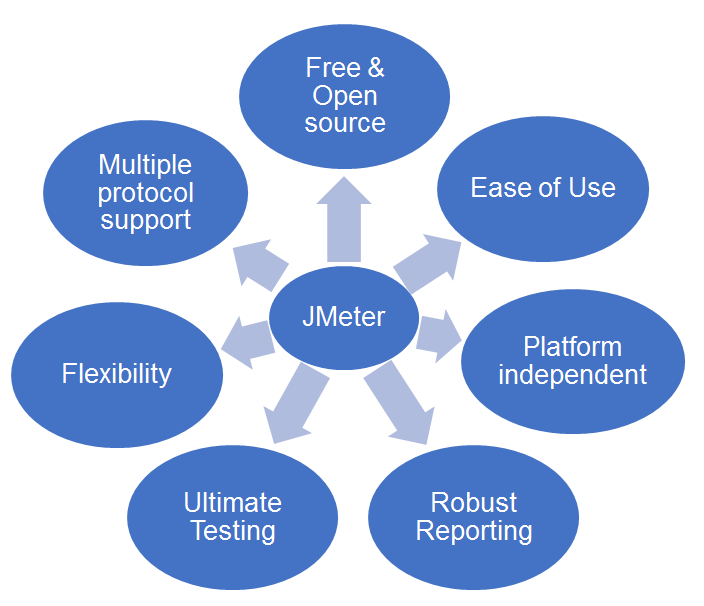 Free &
Open
source
Multiple
protocol
support
Ease of Use
JMeter
Platform
independent
Flexibility
Ultimate
Testing
Robust
Reporting